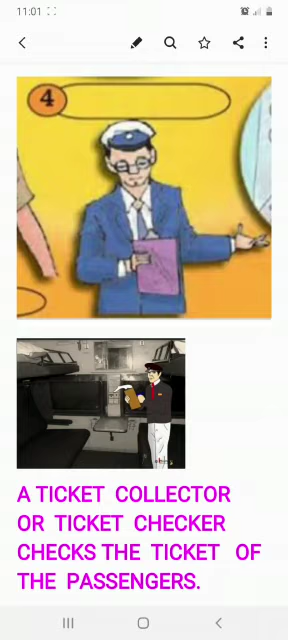 11:01
4
A TICKET COLLECTOR
OR TICKET CHECKER
CHECKS THE TICKET OF
THE PASSENGERS.